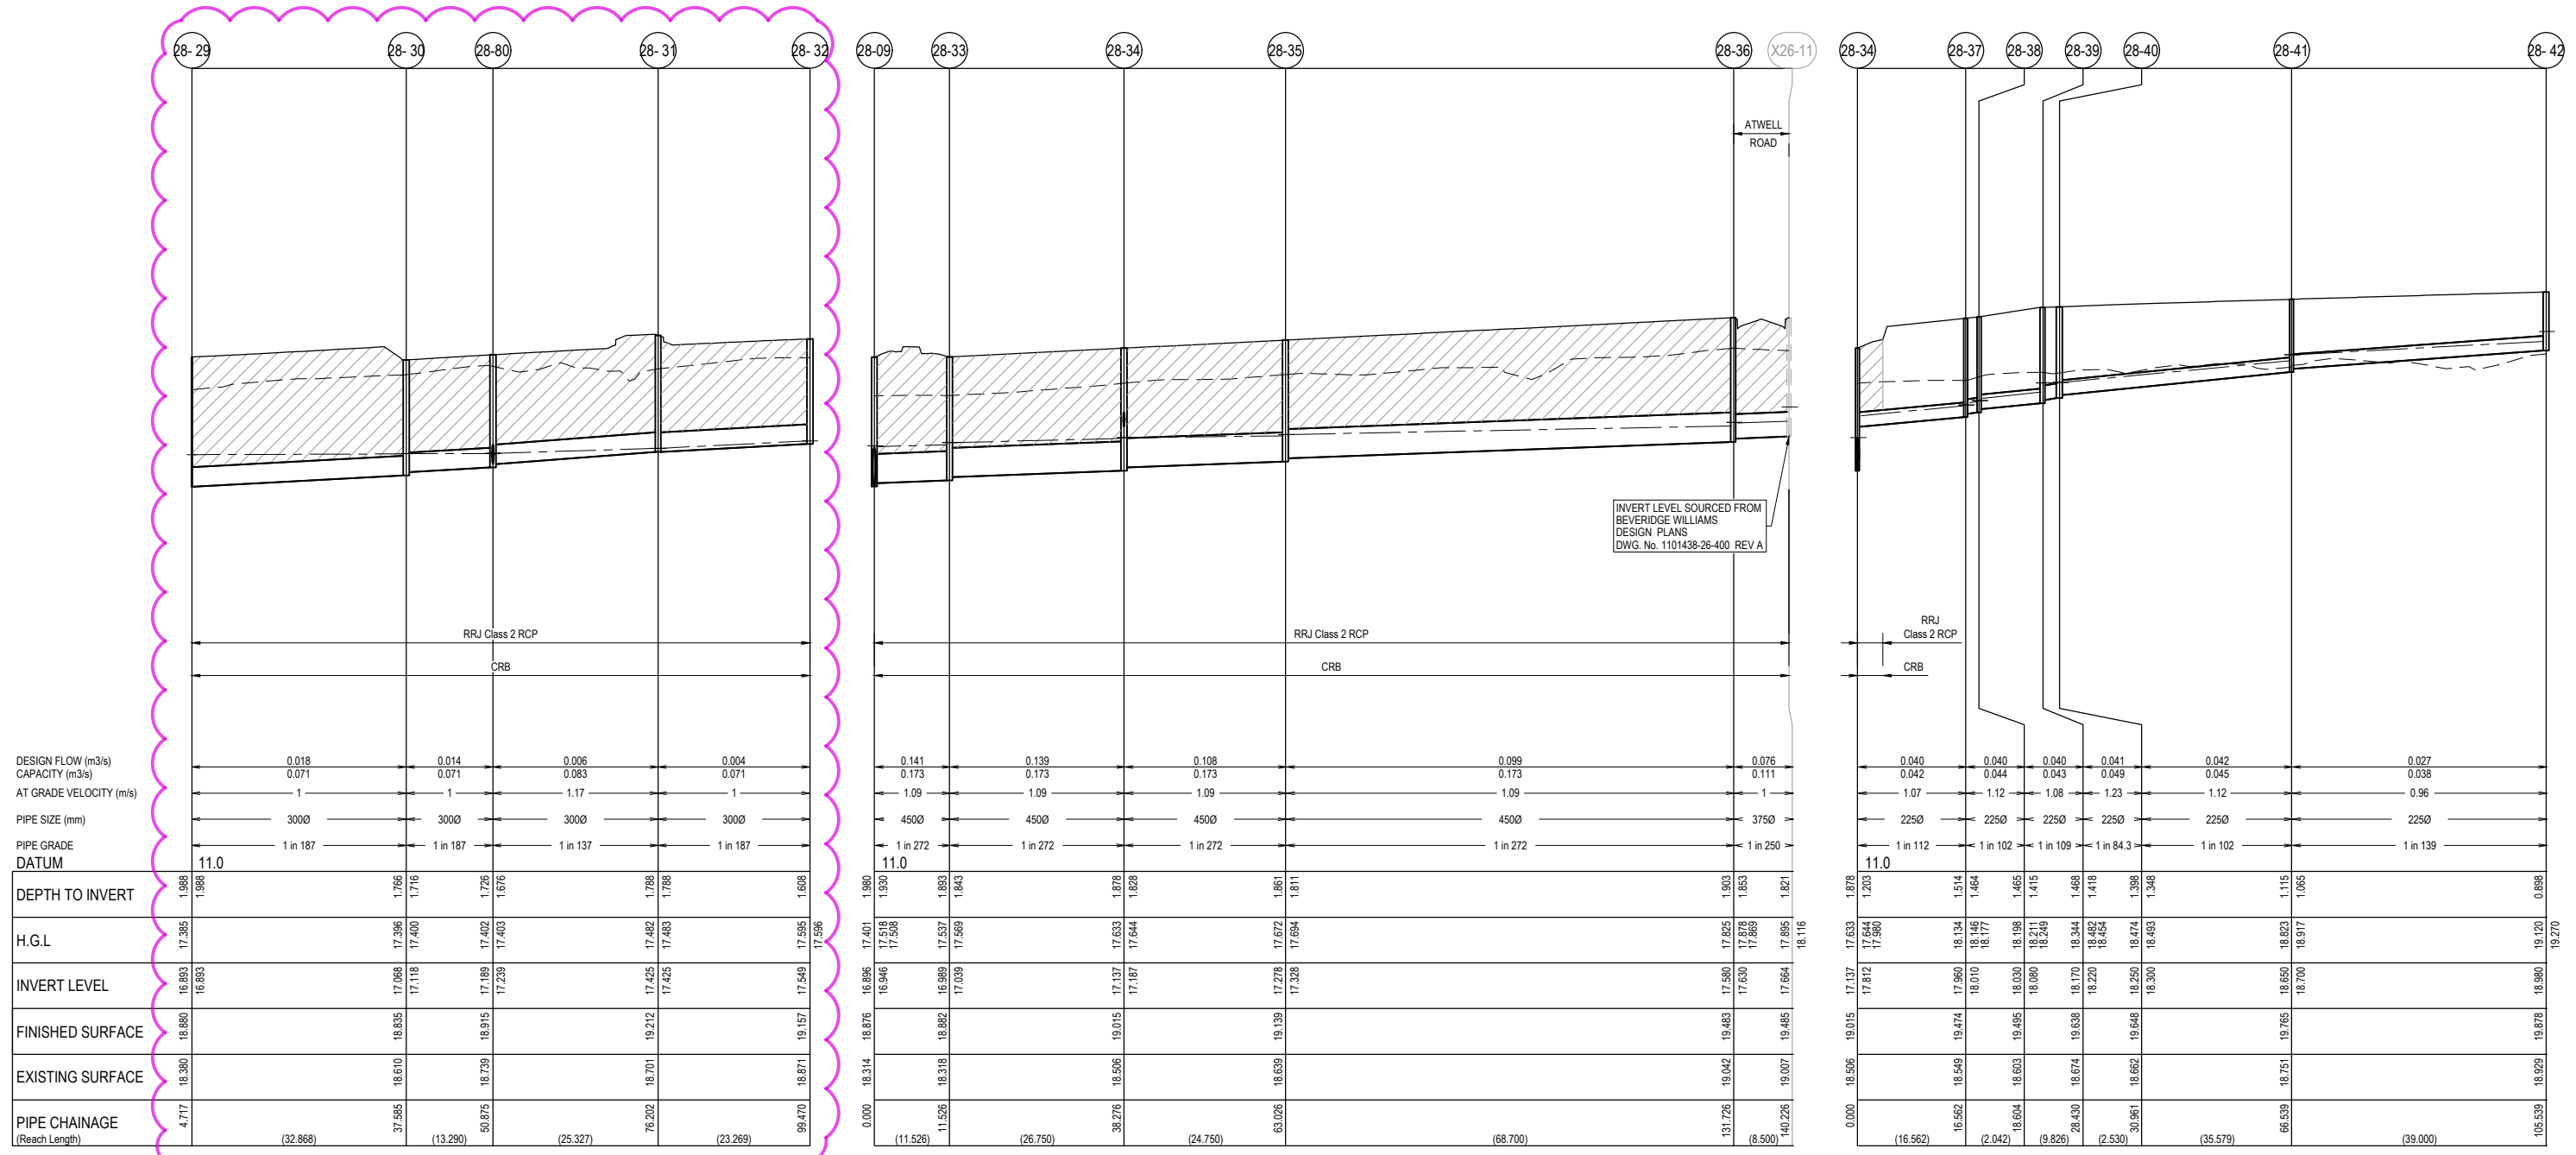 28- 29 28- 30 28-80 28- 31 28- 32 28-09 28-33 28-34 28-35 28-36 X26-11 28-34 28-37 28-38 28-39 28-40 28-41 28- 42
ATWELL
ROAD
INVERT LEVEL SOURCED FROM
BEVERIDGE WILLIAMS
DESIGN PLANS
DWG. No. 1101438-26-400 REV A
RRJ Class 2 RCP RRJ Class 2 RCP RRJ
Class 2 RCP
CRB CRB CRB
DESIGN FLOW (m3/s) 0.018 0.014 0.006 0.004 0.141 0.139 0.108 0.099 0.076 0.040 0.040 0.040 0.041 0.042 0.027
CAPACITY (m3/s) 0.071 0.071 0.083 0.071 0.173 0.173 0.173 0.173 0.111 0.042 0.044 0.043 0.049 0.045 0.038
AT GRADE VELOCITY (m/s) 1 1 1.17 1 1.09 1.09 1.09 1.09 1 1.07 1.12 1.08 1.23 1.12 0.96
PIPE SIZE (mm) 300Ø 300Ø 300Ø 300Ø 450Ø 450Ø 450Ø 450Ø 375Ø 225Ø 225Ø 225Ø 225Ø 225Ø 225Ø
PIPE GRADE 1 in 187 1 in 187 1 in 137 1 in 187 1 in 272 1 in 272 1 in 272 1 in 272 1 in 250 1 in 112 1 in 102 1 in 109 1 in 84.3 1 in 102 1 in 139
DATUM 11.0 11.0 11.0
DEPTH TO INVERT 1.988 1.988 1.766 1.716 1.726 1.676 1.788 1.788 1.608 1.980 1.930 1.893 1.843 1.878 1.828 1.861 1.811 1.903 1.853 1.821 1.878 1.203 1.514 1.464 1.465 1.415 1.468 1.418 1.398 1.348 1.115 1.065 0.898
H.G.L 17.385 17.396 17.400 17.402 17.403 17.482 17.483 17.595 17.596 17.401 17.518 17.508 17.537 17.569 17.633 17.644 17.672 17.694 17.825 17.878 17.869 17.895 18.116 17.633 17.644 17.980 18.134 18.146 18.177 18.198 18.211 18.249 18.344 18.482 18.454 18.474 18.493 18.823 18.917 19.120 19.270
INVERT LEVEL 16.893 16.893 17.068 17.118 17.189 17.239 17.425 17.425 17.549 16.896 16.946 16.989 17.039 17.137 17.187 17.278 17.328 17.580 17.630 17.664 17.137 17.812 17.960 18.010 18.030 18.080 18.170 18.220 18.250 18.300 18.650 18.700 18.980
FINISHED SURFACE 18.880 18.835 18.915 19.212 19.157 18.876 18.882 19.015 19.139 19.483 19.485 19.015 19.474 19.495 19.638 19.648 19.765 19.878
EXISTING SURFACE 18.380 18.610 18.739 18.701 18.871 18.314 18.318 18.506 18.639 19.042 19.007 18.506 18.549 18.603 18.674 18.662 18.751 18.929
PIPE CHAINAGE 4.717 37.585 50.875 76.202 99.470 0.000 11.526 38.276 63.026 131.726 140.226 0.000 16.562 18.604 28.430 30.961 66.539 105.539
(Reach Length) (32.868) (13.290) (25.327) (23.269) (11.526) (26.750) (24.750) (68.700) (8.500) (16.562) (2.042) (9.826) (2.530) (35.579) (39.000)